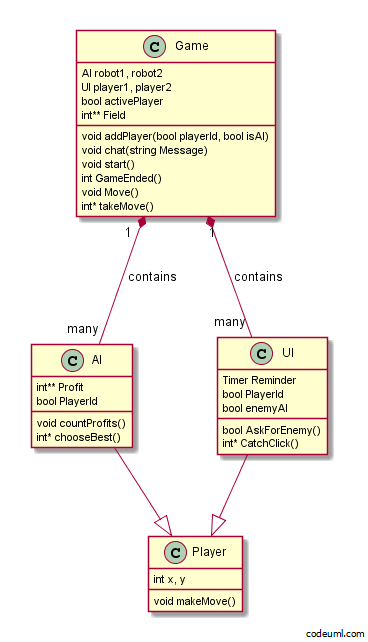 Game
AI robot1, robot2
UI player1, player2
bool activePlayer
int** Field
void addPlayer(bool playerId, bool isAI)
void chat(string Message)
void start()
int GameEnded()
void Move()
int* takeMove()
1
1
contains
contains
many
many
AI
int** Profit
bool PlayerId
void countProfits()
int* chooseBest()
UI
Timer Reminder
bool PlayerId
bool enemyAI
bool AskForEnemy()
int* CatchClick()
Player
int x, y
void makeMove()
codeuml.com